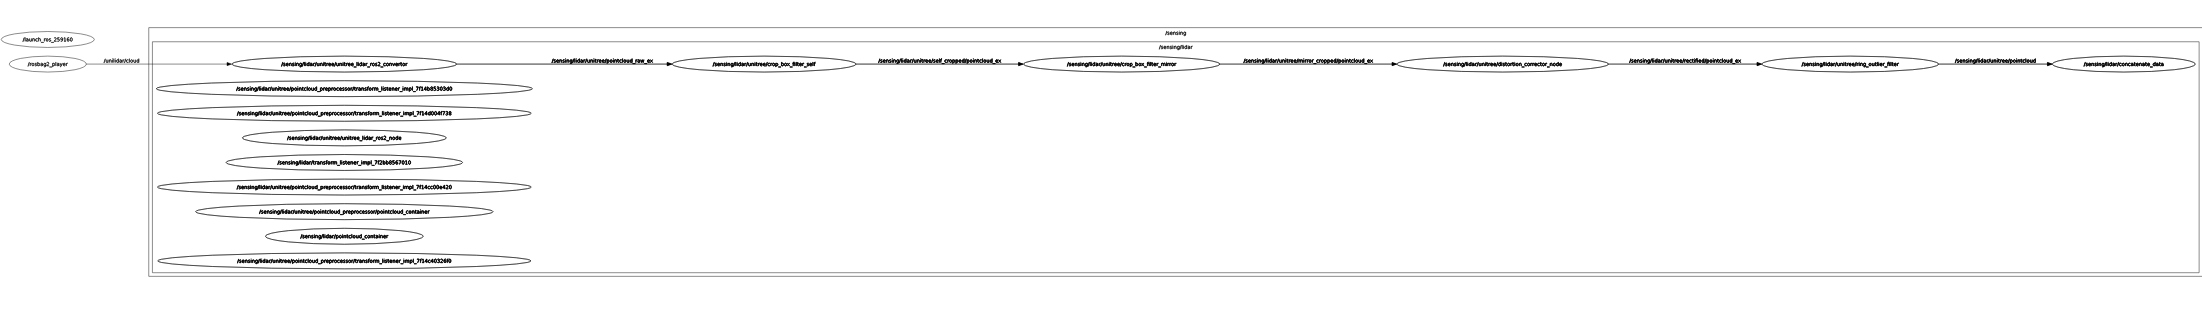 /sensing
/launch_ros_259160
/sensing/lidar
/rosbag2_player
/unilidar/cloud
/sensing/lidar/unitree/unitree_lidar_ros2_convertor
/sensing/lidar/unitree/pointcloud_raw_ex
/sensing/lidar/unitree/crop_box_filter_self
/sensing/lidar/unitree/self_cropped/pointcloud_ex
/sensing/lidar/unitree/crop_box_filter_mirror
/sensing/lidar/unitree/mirror_cropped/pointcloud_ex
/sensing/lidar/unitree/distortion_corrector_node
/sensing/lidar/unitree/rectified/pointcloud_ex
/sensing/lidar/unitree/ring_outlier_filter
/sensing/lidar/unitree/pointcloud
/sensing/lidar/concatenate_data
/sensing/lidar/unitree/pointcloud_preprocessor/transform_listener_impl_7f14b85303d0
/sensing/lidar/unitree/pointcloud_preprocessor/transform_listener_impl_7f14d004f738
/sensing/lidar/unitree/unitree_lidar_ros2_node
/sensing/lidar/transform_listener_impl_7f2bb8567010
/sensing/lidar/unitree/pointcloud_preprocessor/transform_listener_impl_7f14cc00e420
/sensing/lidar/unitree/pointcloud_preprocessor/pointcloud_container
/sensing/lidar/pointcloud_container
/sensing/lidar/unitree/pointcloud_preprocessor/transform_listener_impl_7f14c40326f0